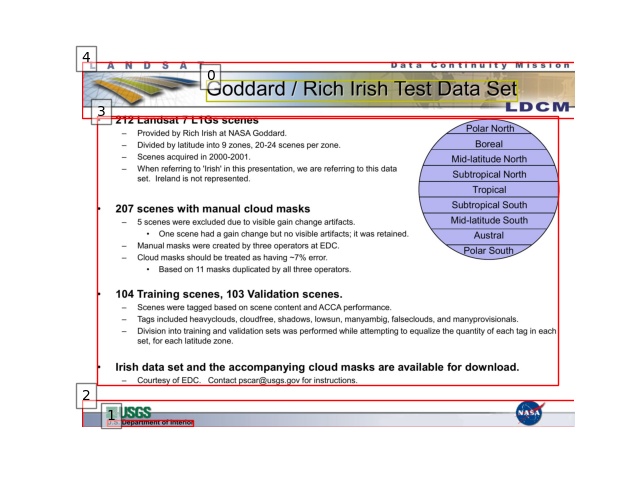 4
L A N D S A T
Data Continuity Mission
0
Goddard / Rich Irish Test Data Set
LDCM
3
• 212 Landsat 7 L1Gs scenes
– Provided by Rich Irish at NASA Goddard.
– Divided by latitude into 9 zones, 20-24 scenes per zone.
– Scenes acquired in 2000-2001.
– When referring to 'Irish' in this presentation, we are referring to this data
set. Ireland is not represented.
• 207 scenes with manual cloud masks
– 5 scenes were excluded due to visible gain change artifacts.
• One scene had a gain change but no visible artifacts; it was retained.
– Manual masks were created by three operators at EDC.
– Cloud masks should be treated as having ~7% error.
• Based on 11 masks duplicated by all three operators.
Polar North
Boreal
Mid-latitude North
Subtropical North
Tropical
Subtropical South
Mid-latitude South
Austral
Polar South
• 104 Training scenes, 103 Validation scenes.
– Scenes were tagged based on scene content and ACCA performance.
– Tags included heavyclouds, cloudfree, shadows, lowsun, manyambig, falseclouds, and manyprovisionals.
– Division into training and validation sets was performed while attempting to equalize the quantity of each tag in each
set, for each latitude zone.
• Irish data set and the accompanying cloud masks are available for download.
– Courtesy of EDC. Contact pscar@usgs.gov for instructions.
2
1
USGS
U.S. Department of Interior
NASA